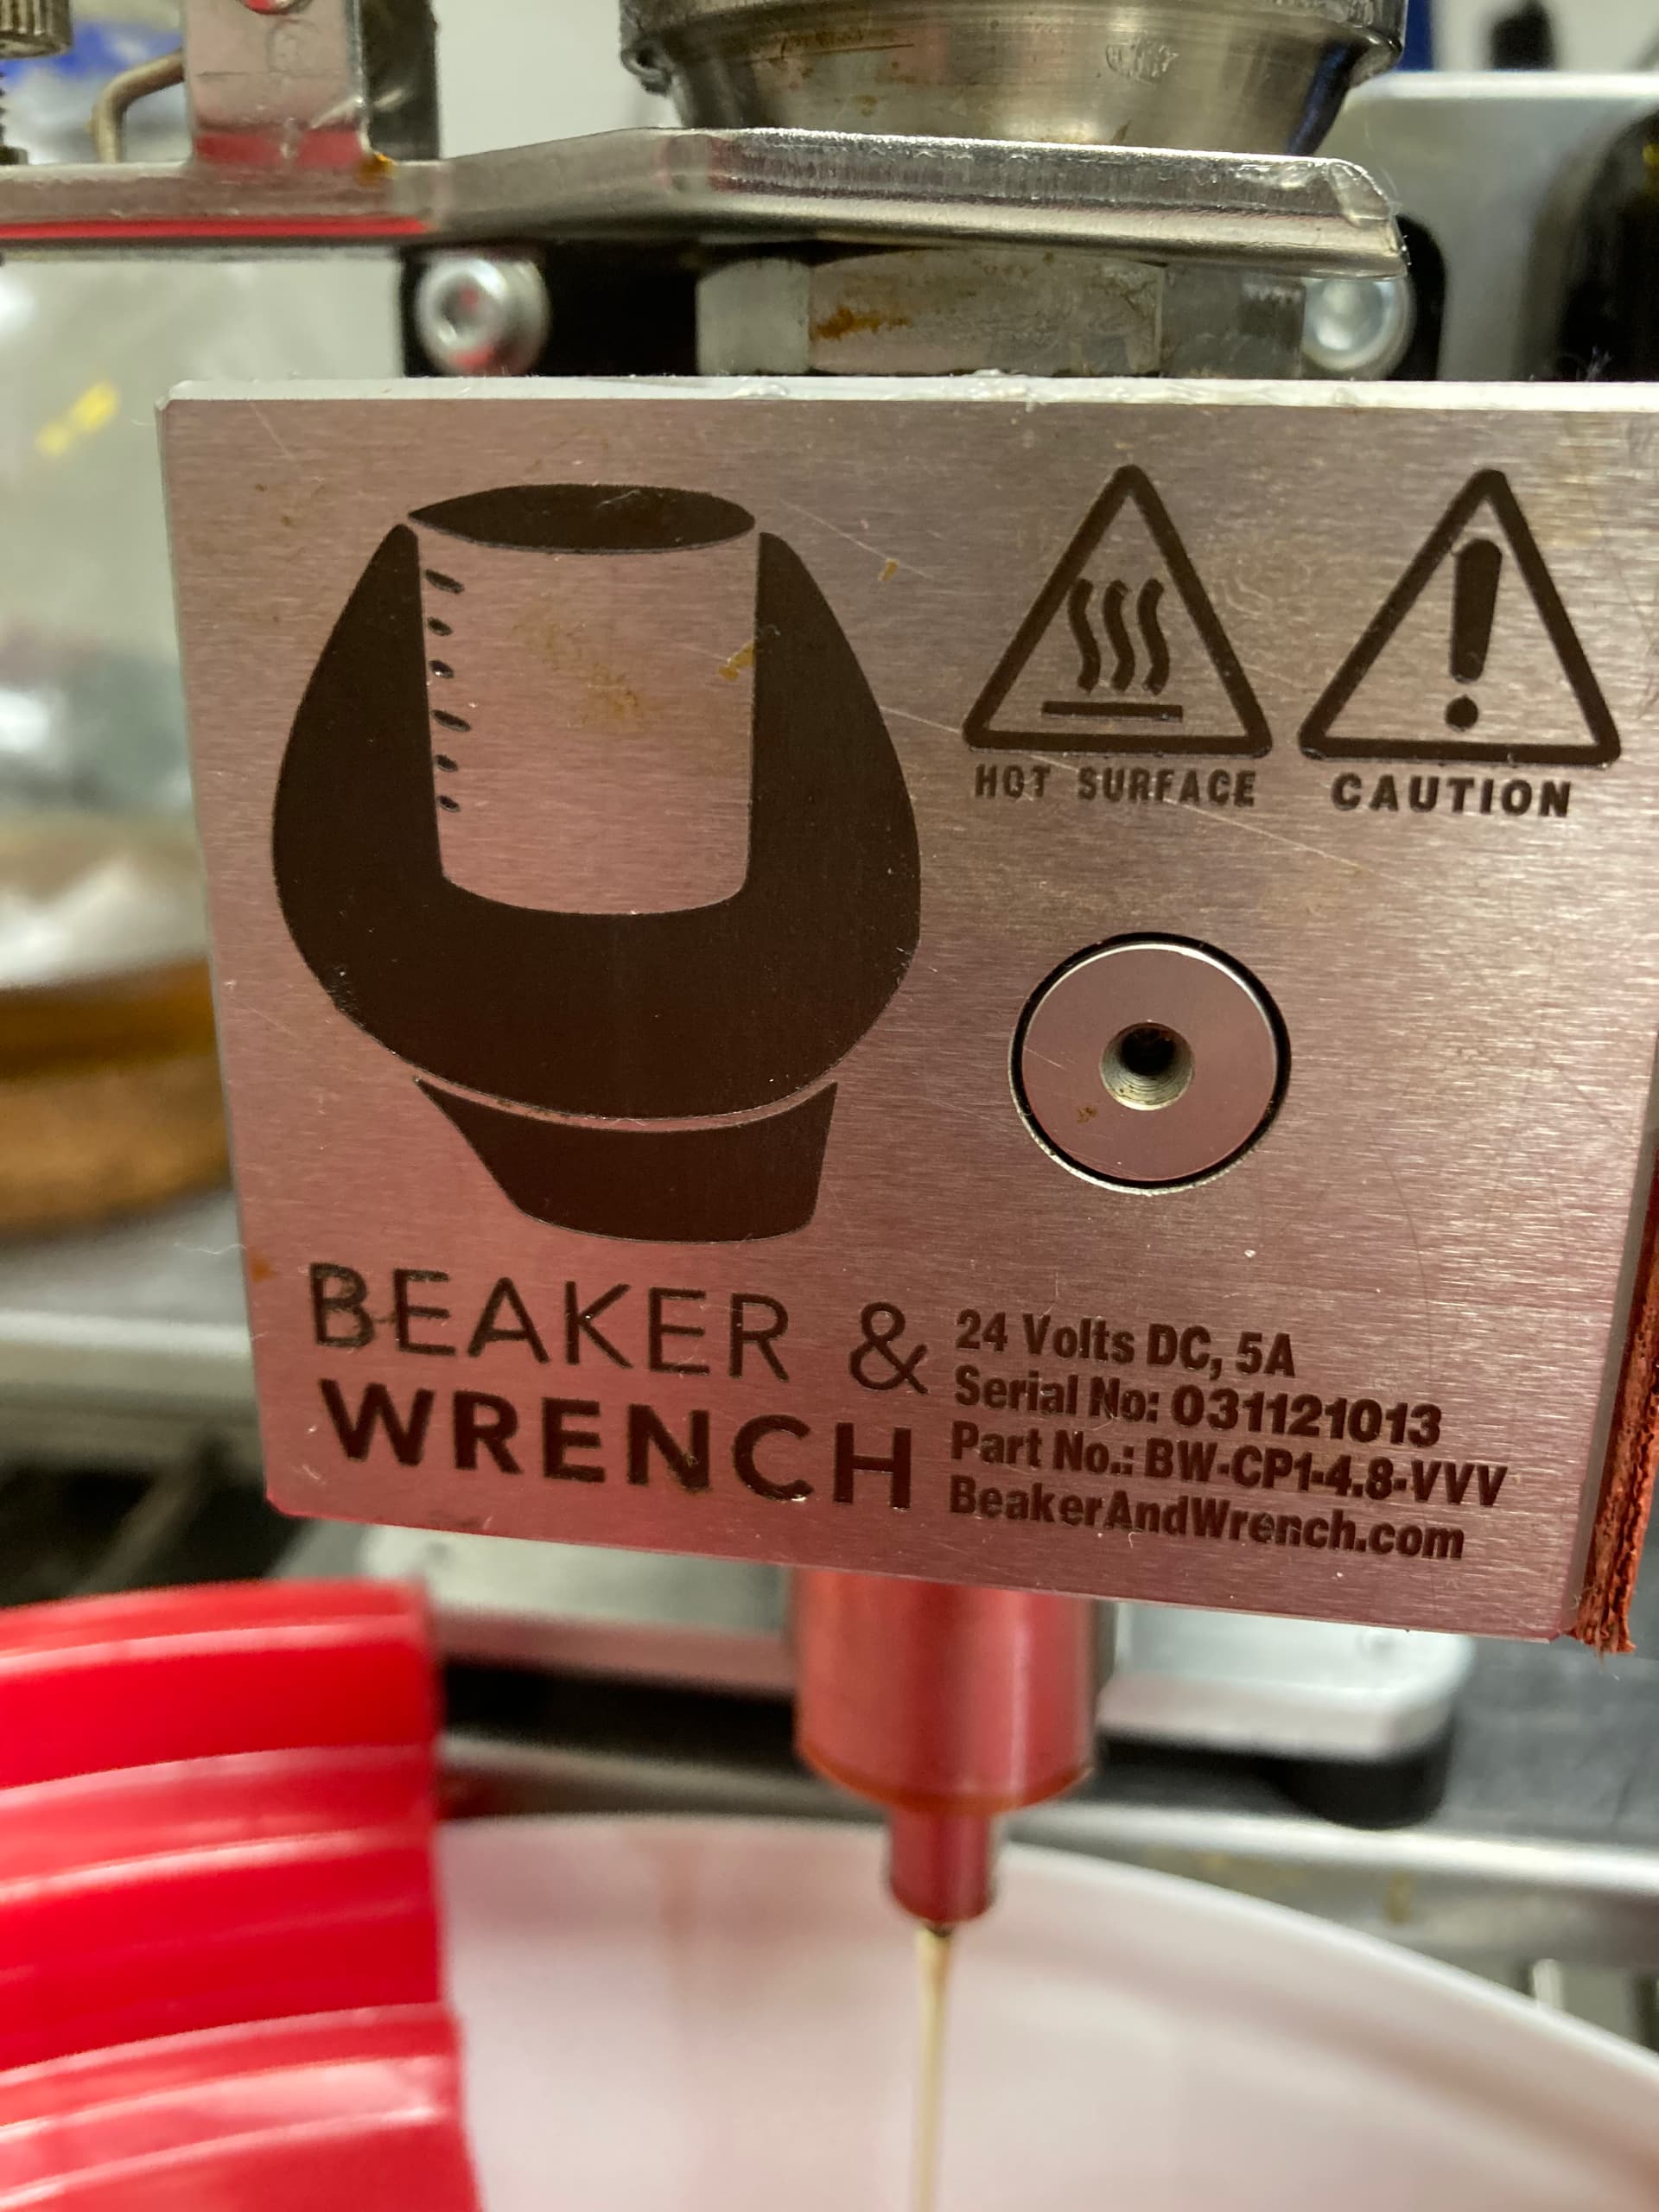 HOT SURFACE
CAUTION
BEAKER &
WRENCH
24 Volts DC, 5A
Serial No: 031121013
Part No.: BW-CP1-4.8-VVV
BeakerAndWrench.com